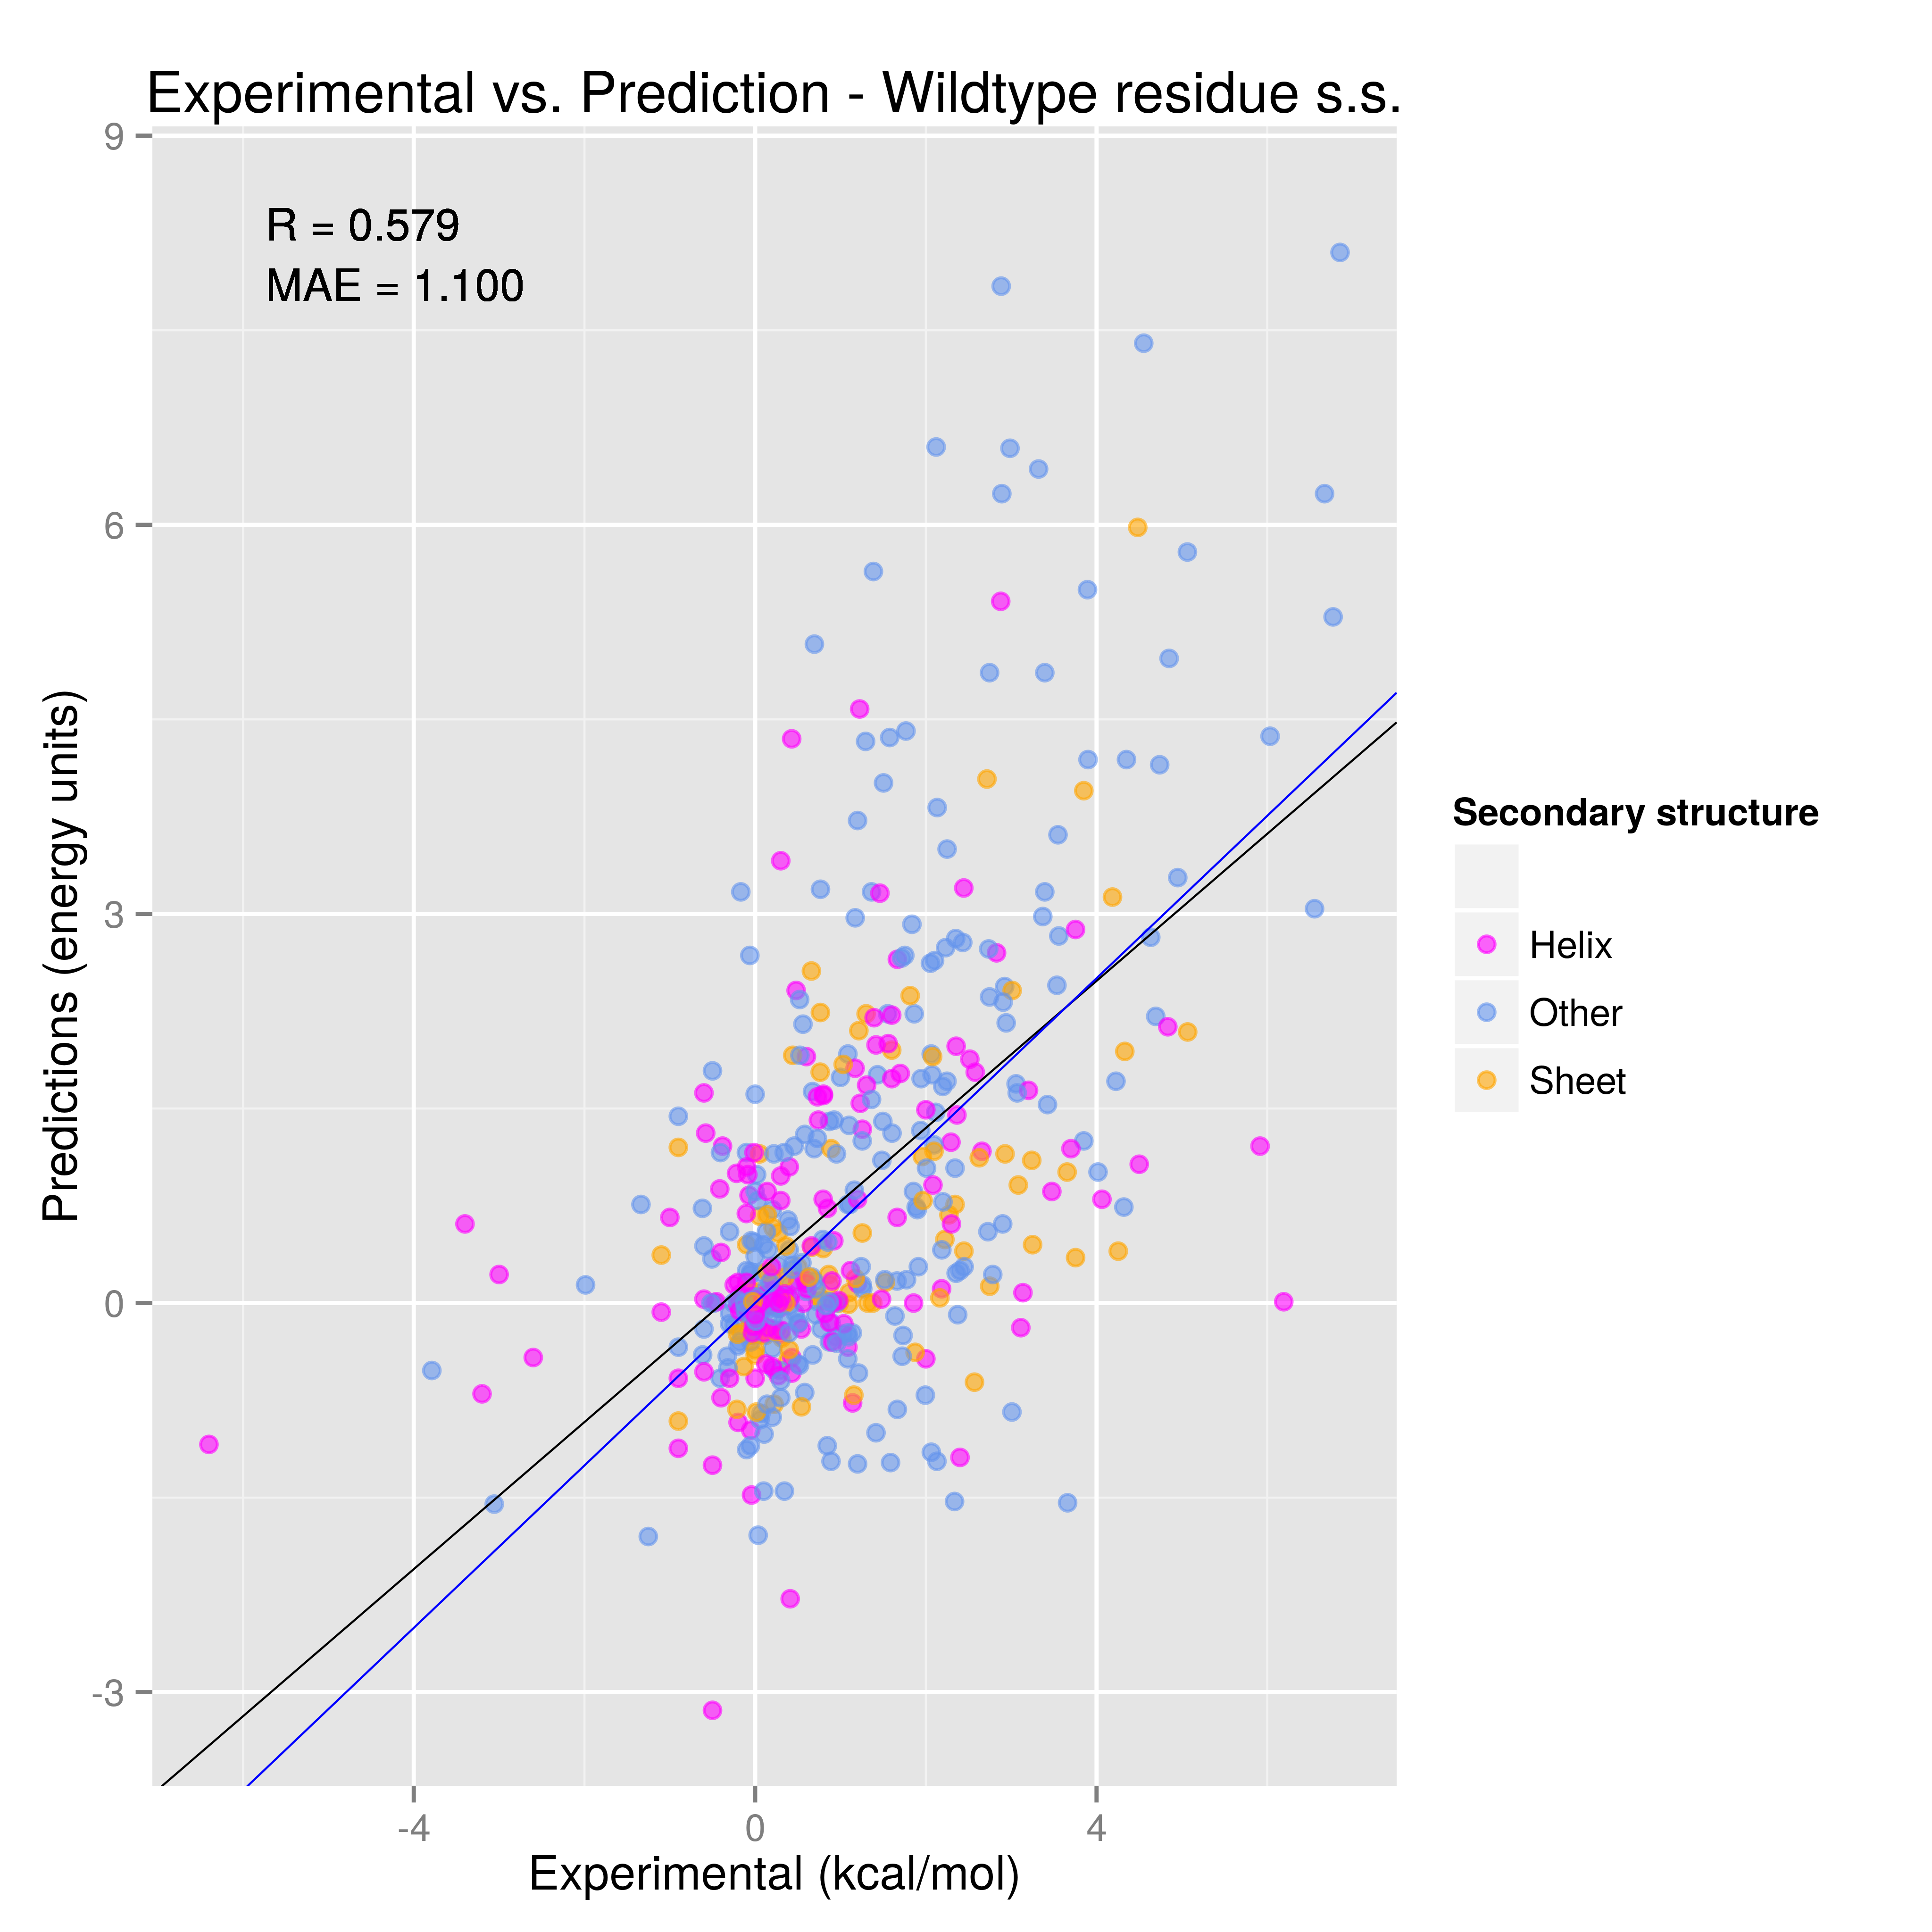 Experimental vs. Prediction - Wildtype residue s.s.
R = 0.579
MAE = 1.100
9
6
3
0
-3
Predictions (energy units)
-4
0
4
Experimental (kcal/mol)
Secondary structure
Helix
Other
Sheet